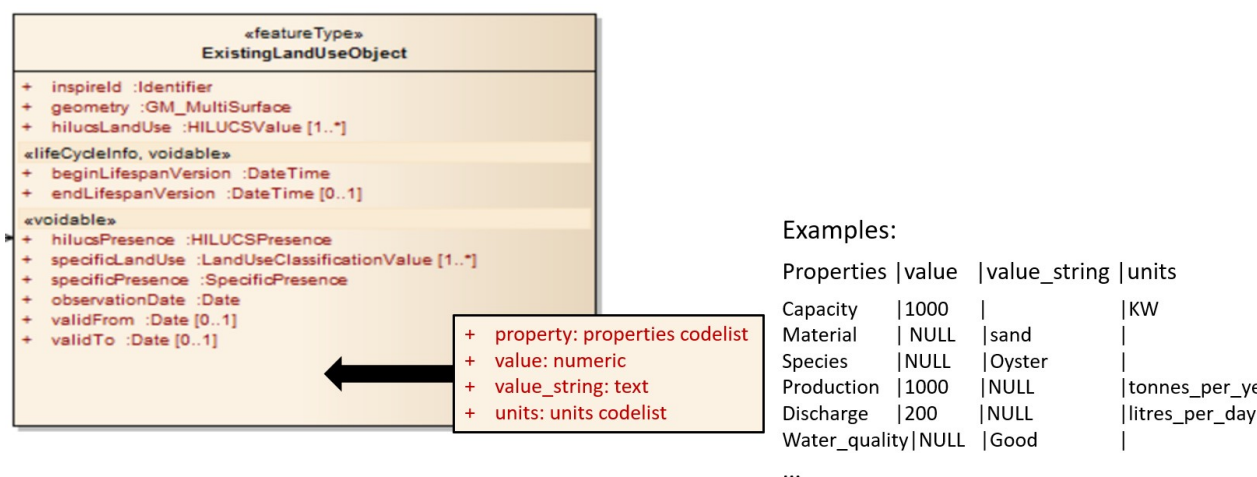 «featureType»
ExistingLandUseObject
+ inspireId :Identifier
+ geometry :GM_MultiSurface
+ hilucsLandUse :HILUCSValue [1..*]
«lifeCycleInfo, voidable»
+ beginLifespanVersion :DateTime
+ endLifespanVersion :DateTime [0..1]
«voidable»
+ hilucsPresence :HILUCSPresence
+ specificLandUse :LandUseClassificationValue [1..*]
+ specificPresence :SpecificPresence
+ observationDate :Date
+ validFrom :Date [0..1]
+ validTo :Date [0..1]
+ property: properties codelist
+ value: numeric
+ value_string: text
+ units: units codelist
Examples:
Properties |value |value_string |units
Capacity |1000 | |KW
Material | NULL |sand |
Species |NULL |Oyster |
Production |1000 |NULL |tonnes_per_ye
Discharge |200 |NULL |litres_per_day
Water_quality|NULL |Good |
...